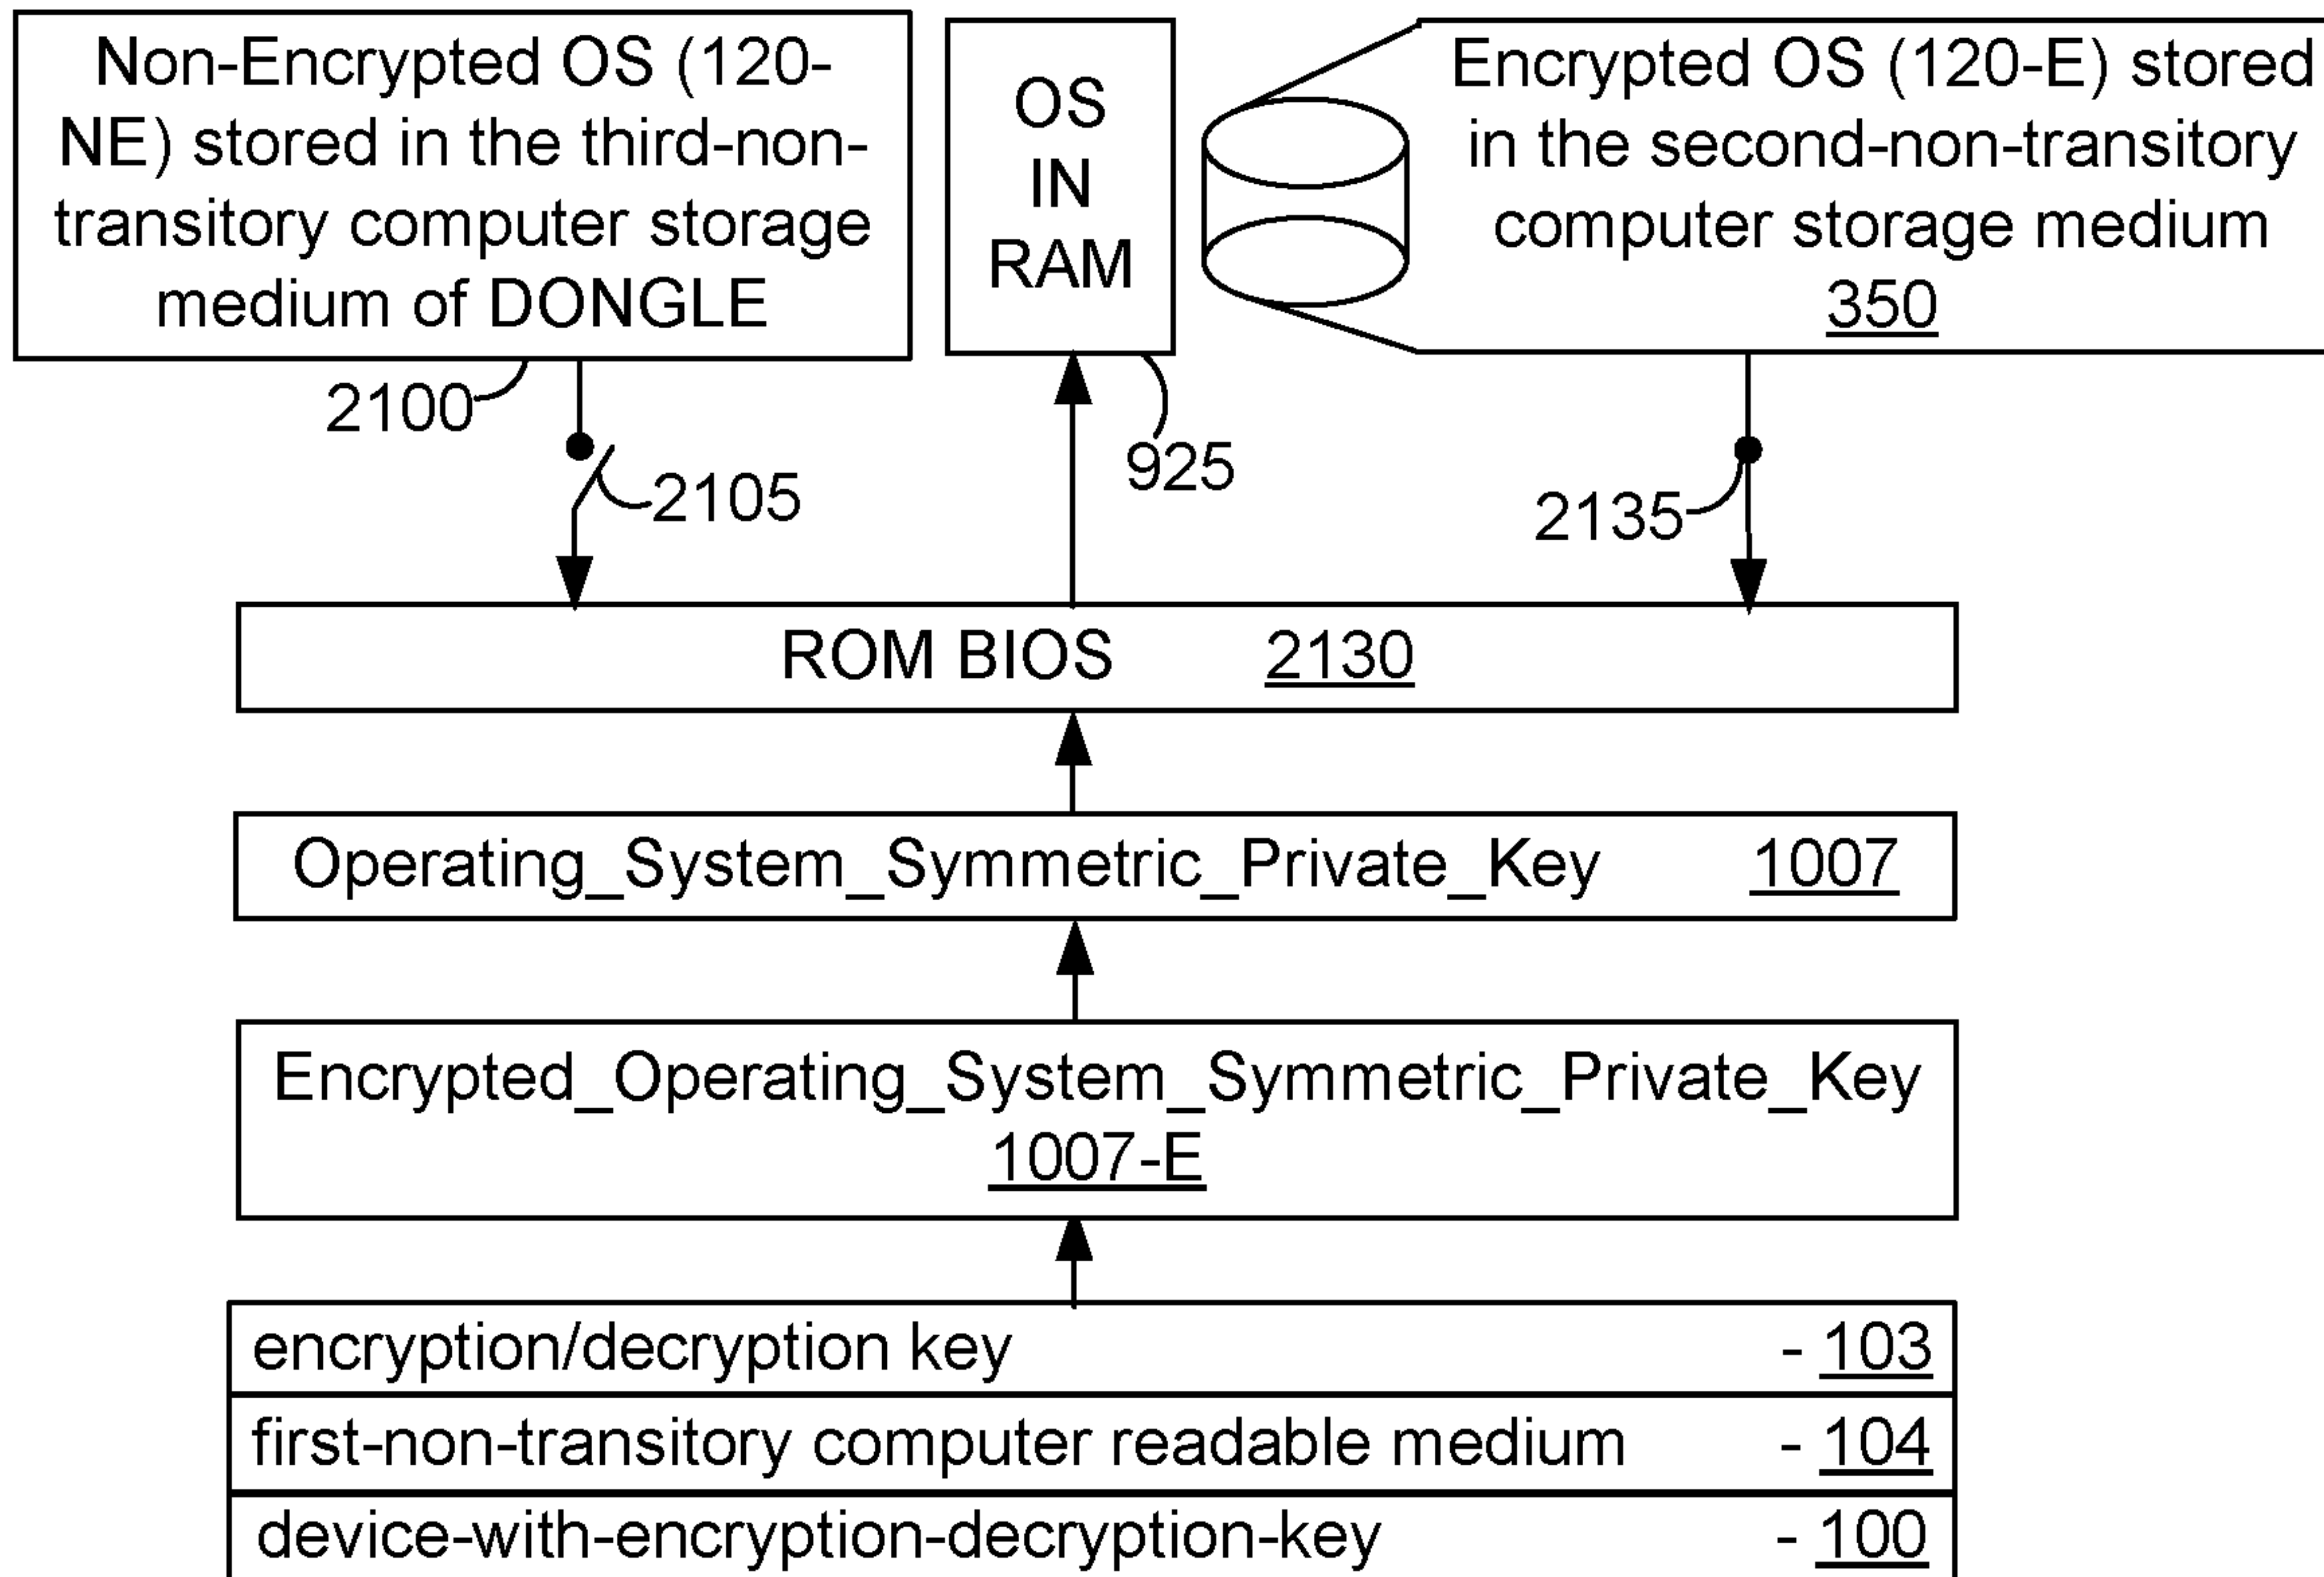 Non-Encrypted OS (120-
NE) stored in the third-non-
transitory computer storage
medium of DONGLE
OS
IN
RAM
Encrypted OS (120-E) stored
in the second-non-transitory
computer storage medium
350
2100
2105
925
2135
ROM BIOS 2130
Operating_System_Symmetric_Private_Key 1007
Encrypted_Operating_System_Symmetric_Private_Key
1007-E
encryption/decryption key - 103
first-non-transitory computer readable medium - 104
device-with-encryption-decryption-key - 100